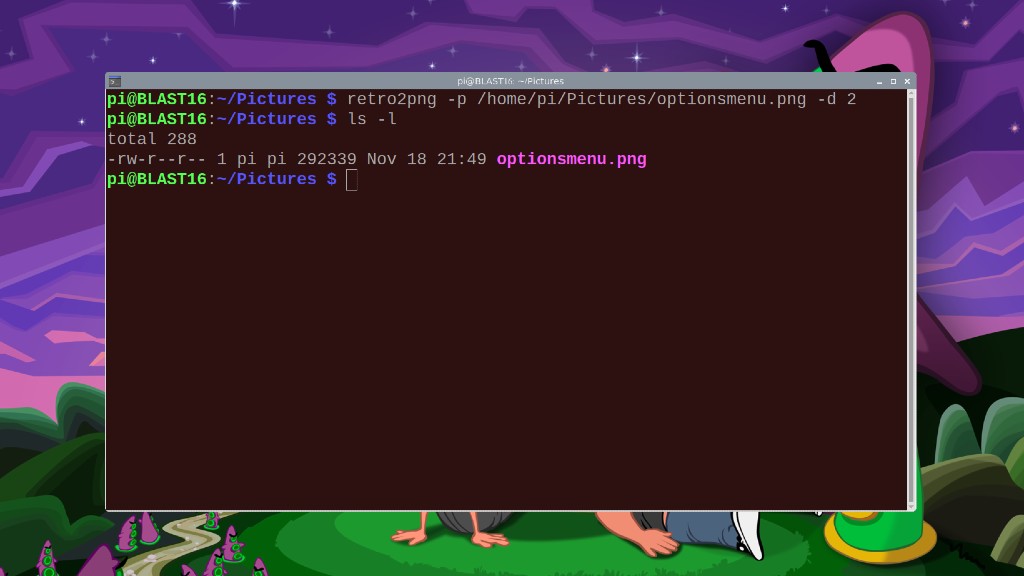 pi@BLAST16: ~/Pictures
pi@BLAST16:~/Pictures $ retro2png -p /home/pi/Pictures/optionsmenu.png -d 2
pi@BLAST16:~/Pictures $ ls -l
total 288
-rw-r--r-- 1 pi pi 292339 Nov 18 21:49 optionsmenu.png
pi@BLAST16:~/Pictures $